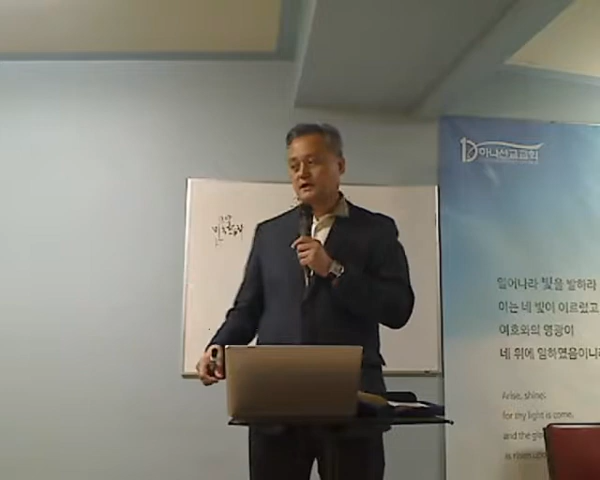 하나선교교회
일어나라 빛을 발하라
이는 네 빛이 이르렀고
여호와의 영광이
네 위에 임하였음이니라
Arise, shine,
for thy light is come,
and the glo
is risen